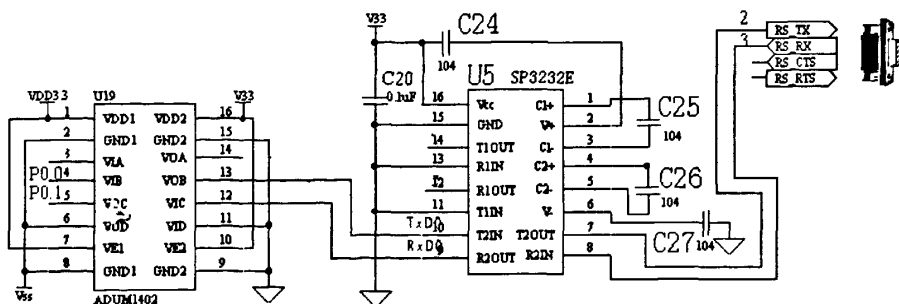 V33
C24
104
2
RS_TX
3
RS_RX
RS_CTS
RS_RTS
C20
0.1uF
U5
SP3232E
VDD33
U19
V33
16
Vcc
C1+
1
C25
104
15
GND
V+
2
14
T1OUT
C1-
3
13
R1IN
C2+
4
C26
104
12
R1OUT
C2-
5
11
T1IN
V-
6
C27
104
TxD0
10
T2IN
T2OUT
7
RxD0
9
R2OUT
R2IN
8
1
VDD1
VDD2
16
2
GND1
GND2
15
3
VIA
VOA
14
P0.0
4
VIB
VOB
13
P0.1
5
VIC
12
6
VOD
VID
11
7
VE1
VE2
10
8
GND1
GND2
9
Vss
ADUM1402